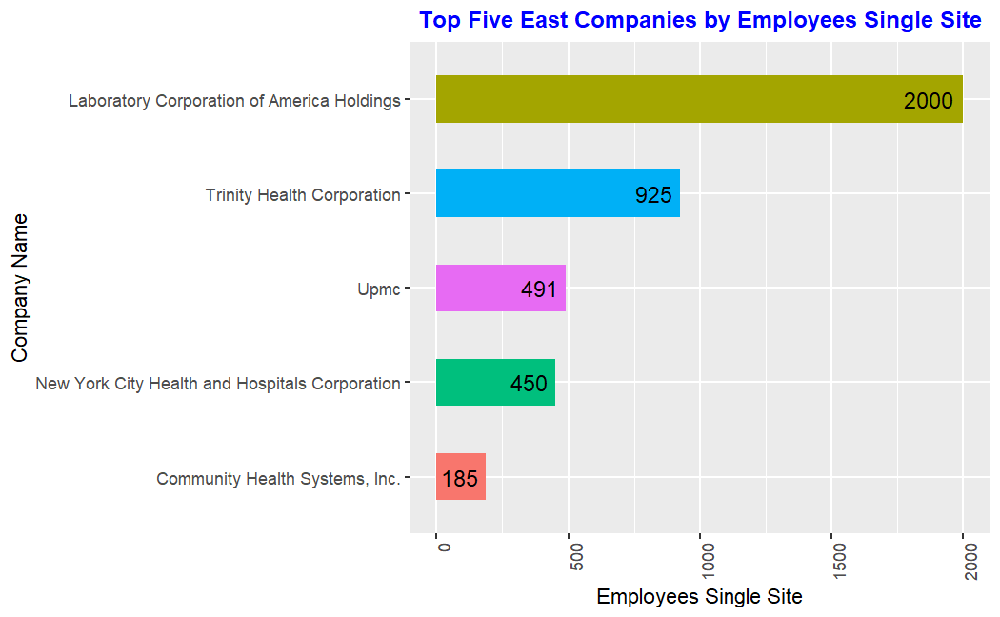 Top Five East Companies by Employees Single Site
Laboratory Corporation of America Holdings
2000
Trinity Health Corporation
925
Upmc
491
New York City Health and Hospitals Corporation
450
Community Health Systems, Inc.
185
Company Name
0
500
1000
1500
2000
Employees Single Site